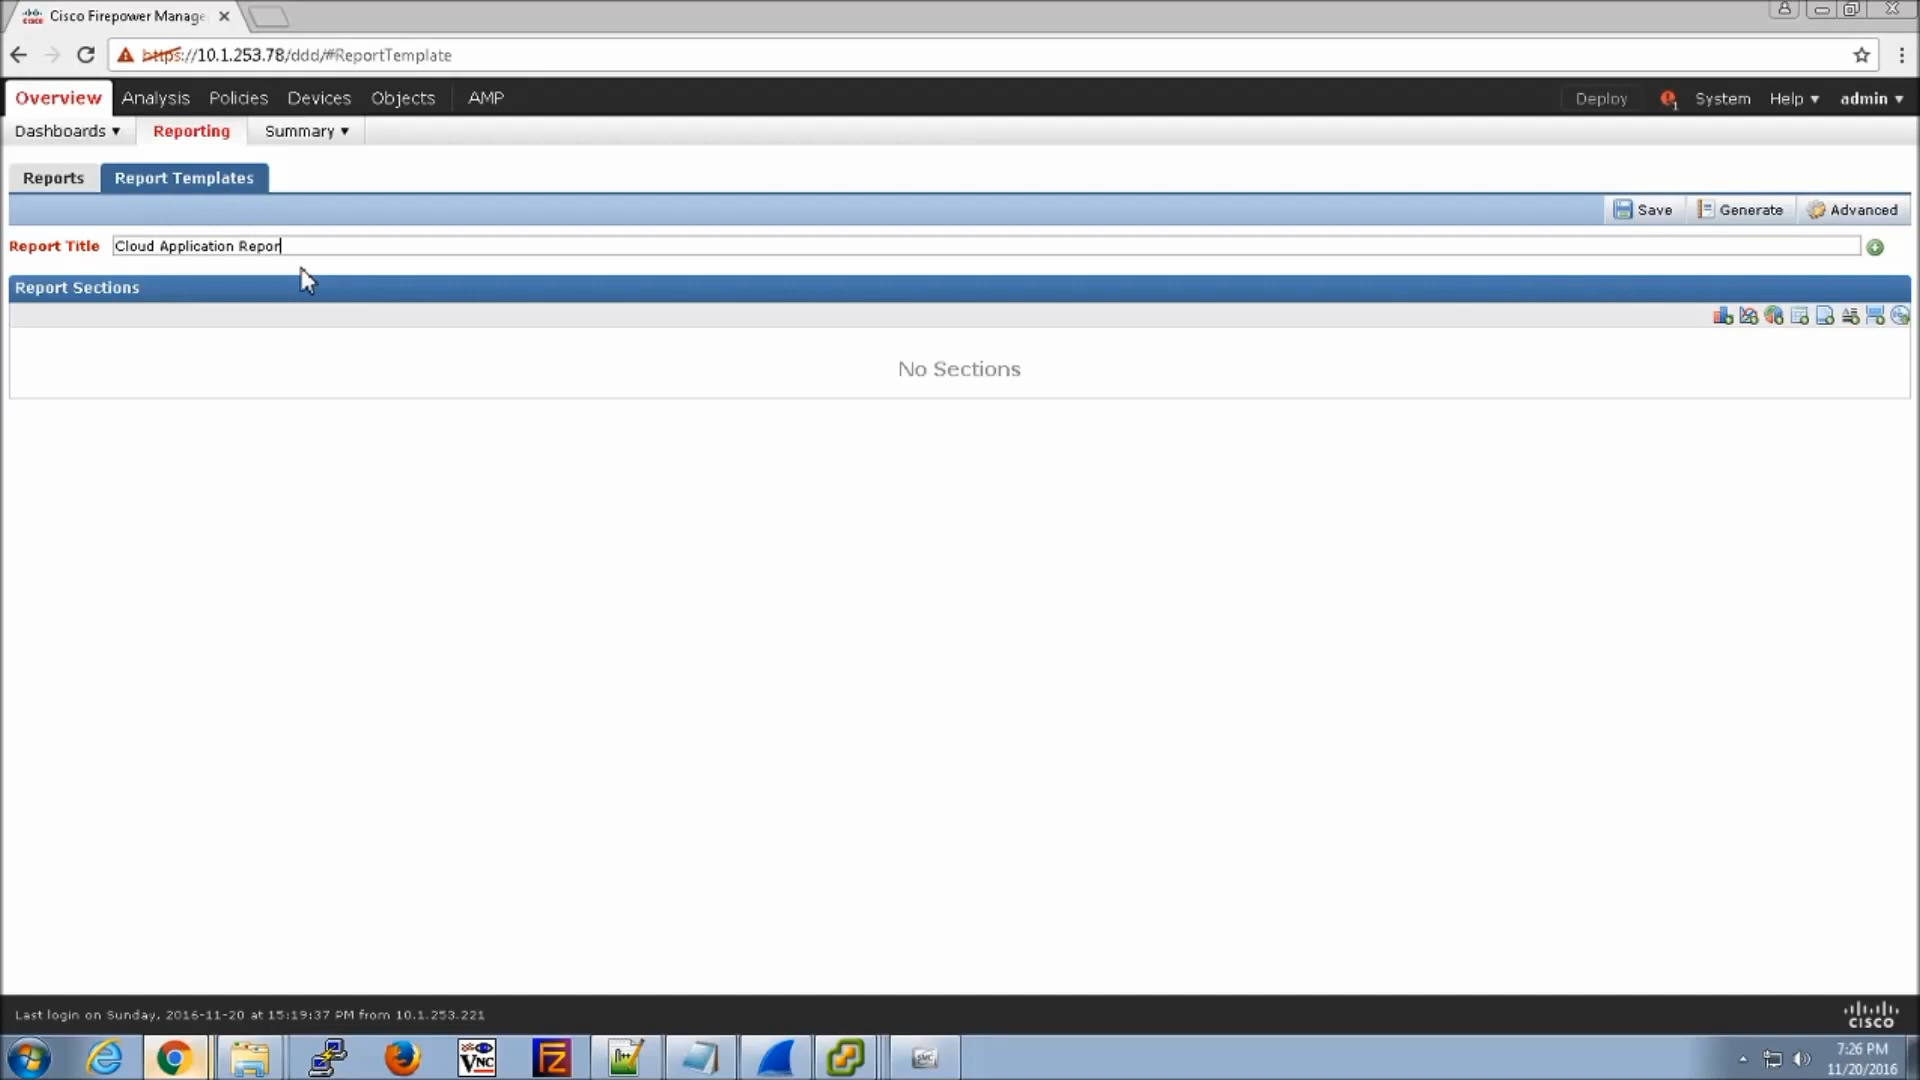 Cisco Firepower Manage
https://10.1.253.78/ddd/#ReportTemplate
Overview Analysis Policies Devices Objects AMP Deploy 1 System Help ▾ admin ▾
Dashboards ▾ Reporting Summary ▾
Reports Report Templates
Save Generate Advanced
Report Title Cloud Application Repor
Report Sections
No Sections
Last login on Sunday, 2016-11-20 at 15:19:37 PM from 10.1.253.221
CISCO
7:26 PM
11/20/2016